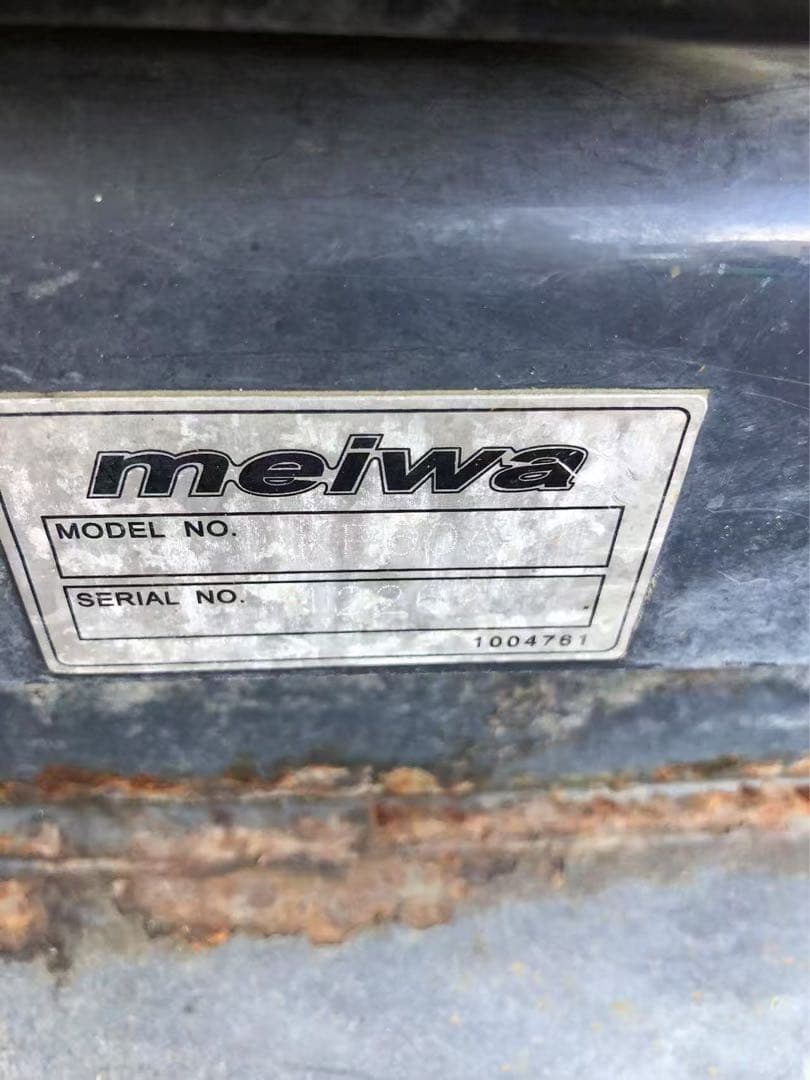 meiwa
MODEL NO.
SERIAL NO.
1004761